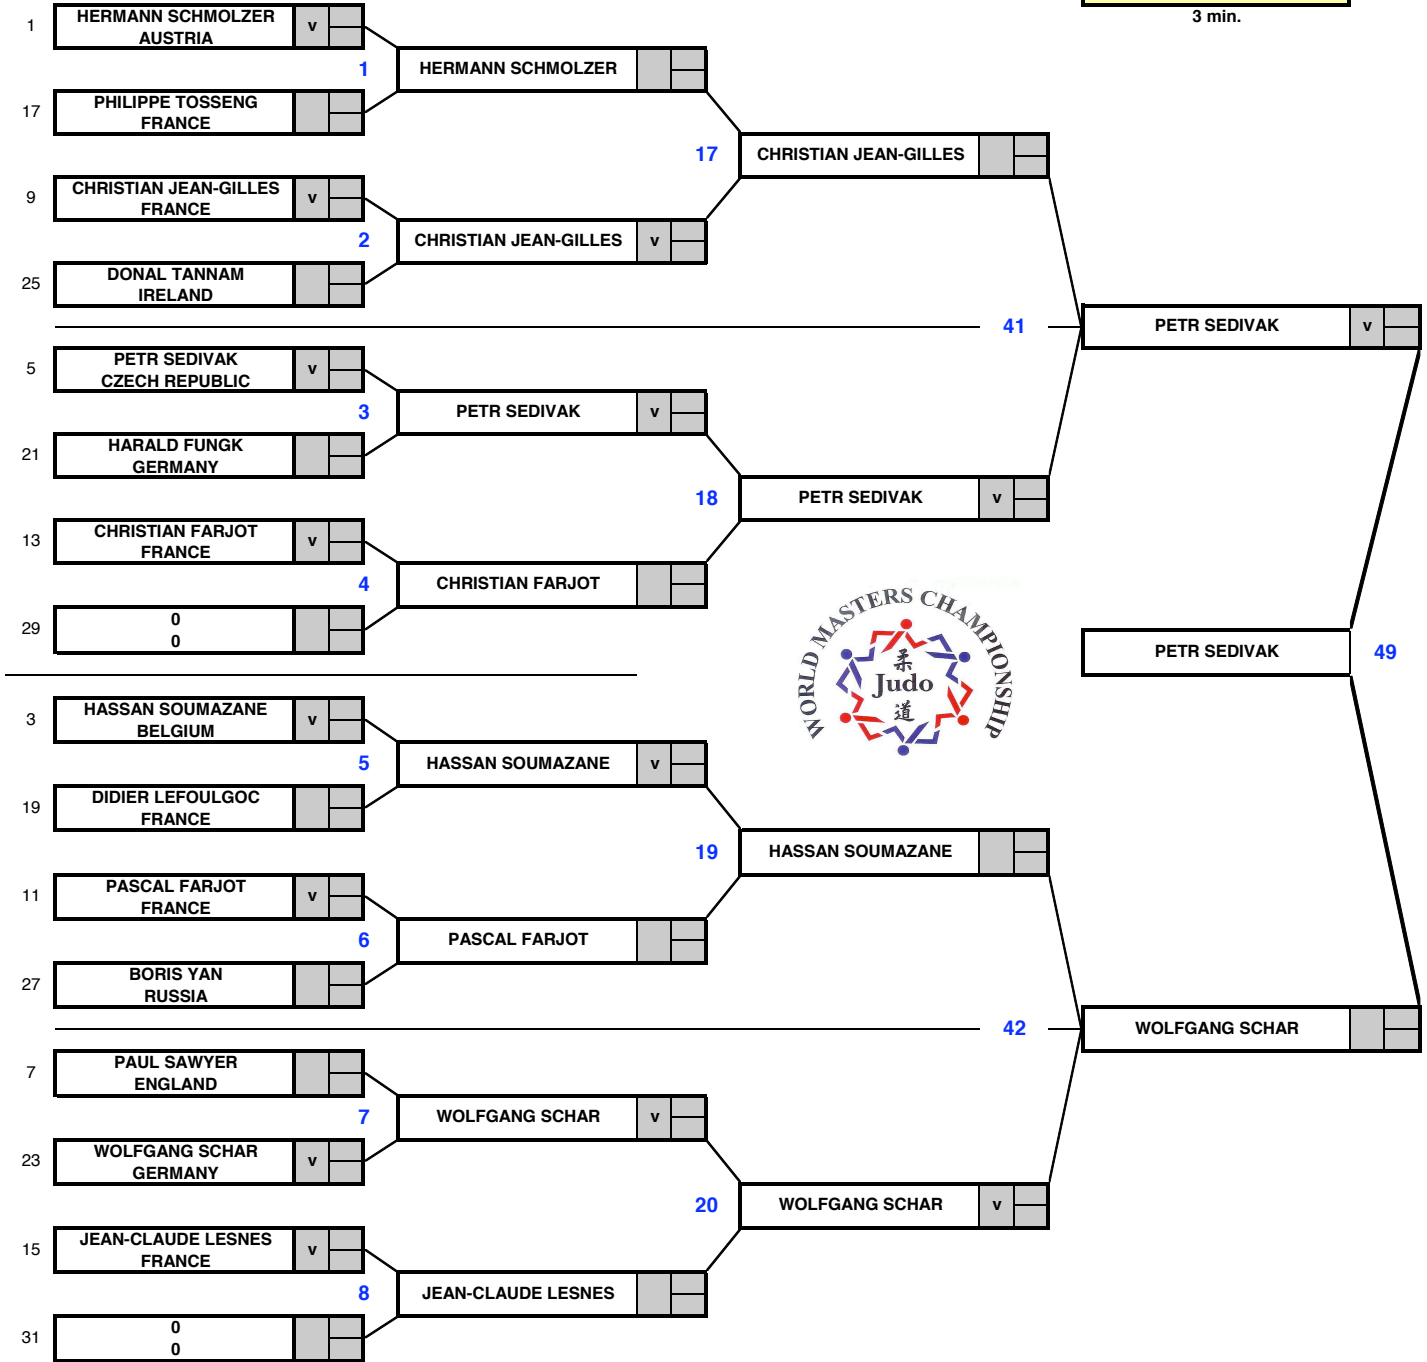 3 min.
1
HERMANN SCHMOLZER
AUSTRIA
v
1
HERMANN SCHMOLZER
17
PHILIPPE TOSSENG
FRANCE
17
CHRISTIAN JEAN-GILLES
9
CHRISTIAN JEAN-GILLES
FRANCE
v
2
CHRISTIAN JEAN-GILLES
v
25
DONAL TANNAM
IRELAND
41
PETR SEDIVAK
v
5
PETR SEDIVAK
CZECH REPUBLIC
v
3
PETR SEDIVAK
v
21
HARALD FUNGK
GERMANY
18
PETR SEDIVAK
v
13
CHRISTIAN FARJOT
FRANCE
v
4
CHRISTIAN FARJOT
29
0
0
WORLD MASTERS CHAMPIONSHIP
柔
Judo
道
PETR SEDIVAK
49
3
HASSAN SOUMAZANE
BELGIUM
v
5
HASSAN SOUMAZANE
v
19
DIDIER LEFOULGOC
FRANCE
19
HASSAN SOUMAZANE
11
PASCAL FARJOT
FRANCE
v
6
PASCAL FARJOT
27
BORIS YAN
RUSSIA
42
WOLFGANG SCHAR
7
PAUL SAWYER
ENGLAND
7
WOLFGANG SCHAR
v
23
WOLFGANG SCHAR
GERMANY
v
20
WOLFGANG SCHAR
v
15
JEAN-CLAUDE LESNES
FRANCE
v
8
JEAN-CLAUDE LESNES
31
0
0